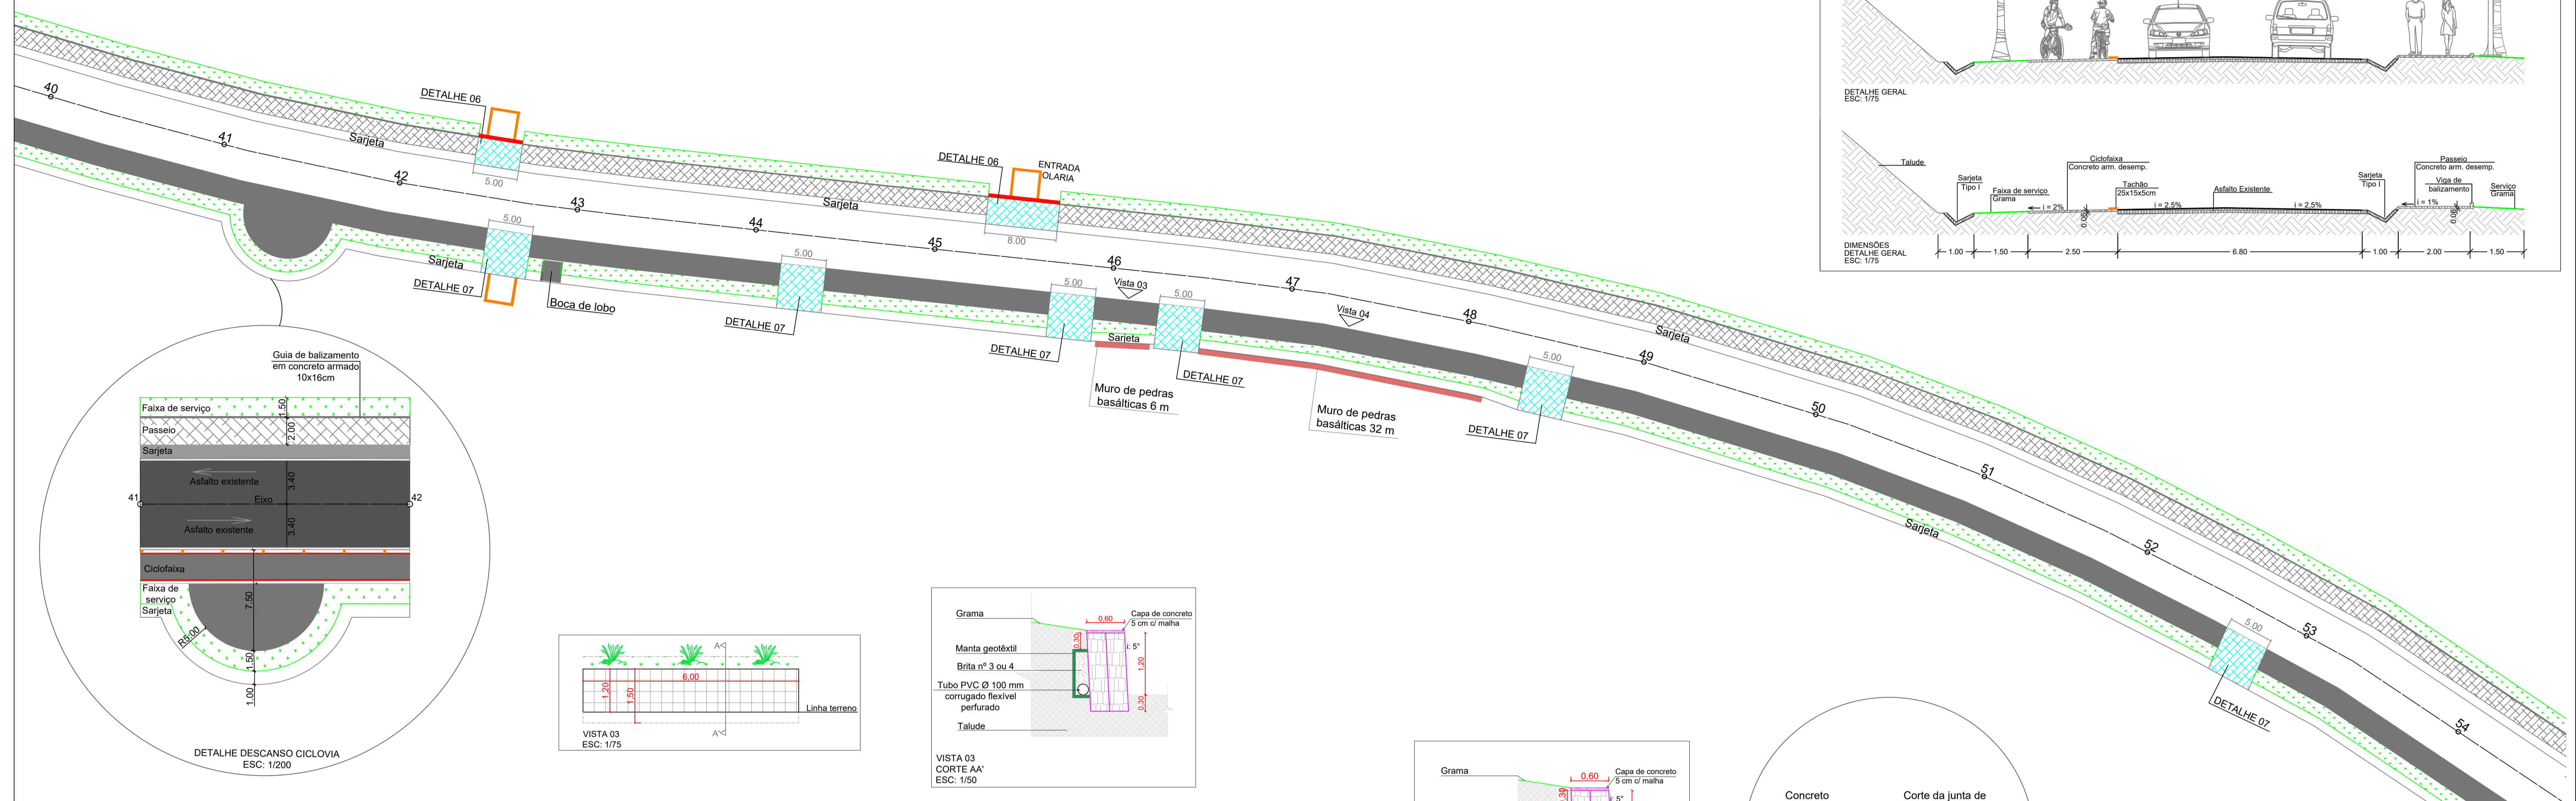 40
41
42
43
44
45
46
47
48
49
50
51
52
53
54
DETALHE 06
Sarjeta
5.00
DETALHE 06
ENTRADA
OLARIA
Sarjeta
8.00
Sarjeta
5.00
Sarjeta
DETALHE 07
Boca de lobo
5.00
DETALHE 07
5.00
Vista 03
5.00
Sarjeta
DETALHE 07
DETALHE 07
Muro de pedras
basálticas 6 m
Vista 04
Muro de pedras
basálticas 32 m
5.00
DETALHE 07
Sarjeta
5.00
DETALHE 07
DETALHE GERAL
ESC: 1/75
Talude
Sarjeta
Tipo I
Faixa de serviço
Grama
Ciclofaixa
Concreto arm. desemp.
Tachão
25x15x5cm
Asfalto Existente
Sarjeta
Tipo I
Passeio
Concreto arm. desemp.
Viga de
balizamento
Serviço
Grama
i = 2%
0.06
i = 2,5%
i = 2,5%
i = 1%
0.06
DIMENSÕES
DETALHE GERAL
ESC: 1/75
1.00
1.50
2.50
6.80
1.00
2.00
1.50
Guia de balizamento
em concreto armado
10x16cm
Faixa de serviço
1.50
Passeio
2.00
Sarjeta
Asfalto existente
3.40
41
Eixo
42
Asfalto existente
3.40
Ciclofaixa
Faixa de
serviço
Sarjeta
7.50
R5.00
1.50
1.00
DETALHE DESCANSO CICLOVIA
ESC: 1/200
A
1,20
1,50
6,00
Linha terreno
A'
VISTA 03
ESC: 1/75
Grama
0,60
Capa de concreto
5 cm c/ malha
0,30
i: 5°
Manta geotêxtil
Brita nº 3 ou 4
1,20
Tubo PVC Ø 100 mm
corrugado flexível
perfurado
0,30
Talude
VISTA 03
CORTE AA'
ESC: 1/50
Grama
0,60
Capa de concreto
5 cm c/ malha
0,30
5°
Concreto
Corte da junta de